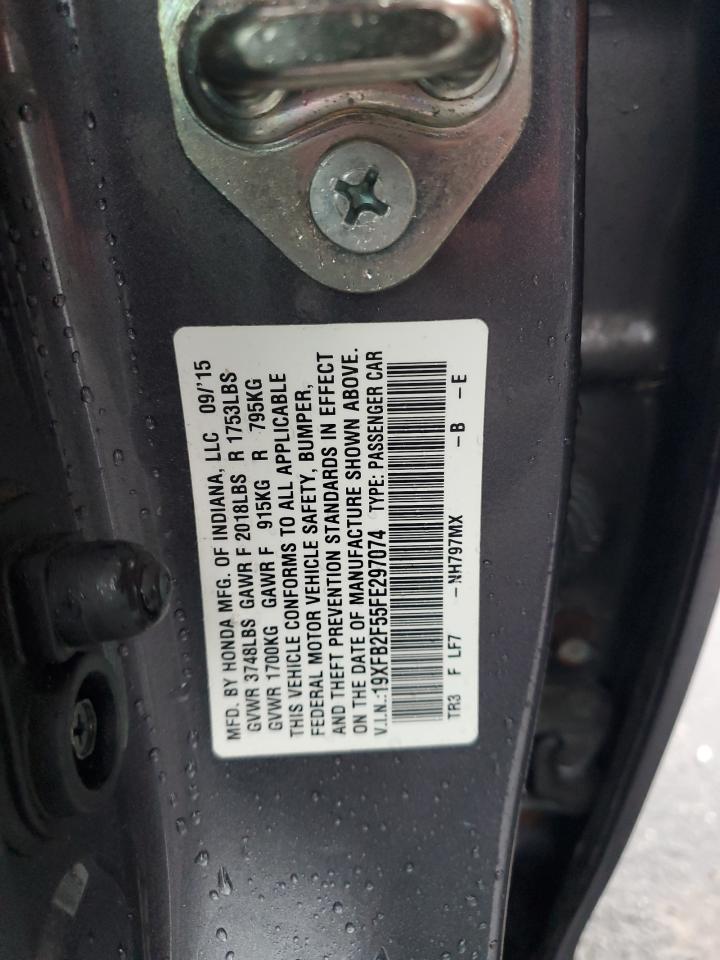 MFD. BY HONDA MFG. OF INDIANA, LLC 09/'15
GVWR 3748LBS GAWR F 2018LBS R 1753LBS
GVWR 1700KG GAWR F 915KG R 795KG
THIS VEHICLE CONFORMS TO ALL APPLICABLE
FEDERAL MOTOR VEHICLE SAFETY, BUMPER,
AND THEFT PREVENTION STANDARDS IN EFFECT
ON THE DATE OF MANUFACTURE SHOWN ABOVE.
V.I.N.:19XFB2F55FE297074 TYPE: PASSENGER CAR
TR3 F LF7 -NH797MX -B -E